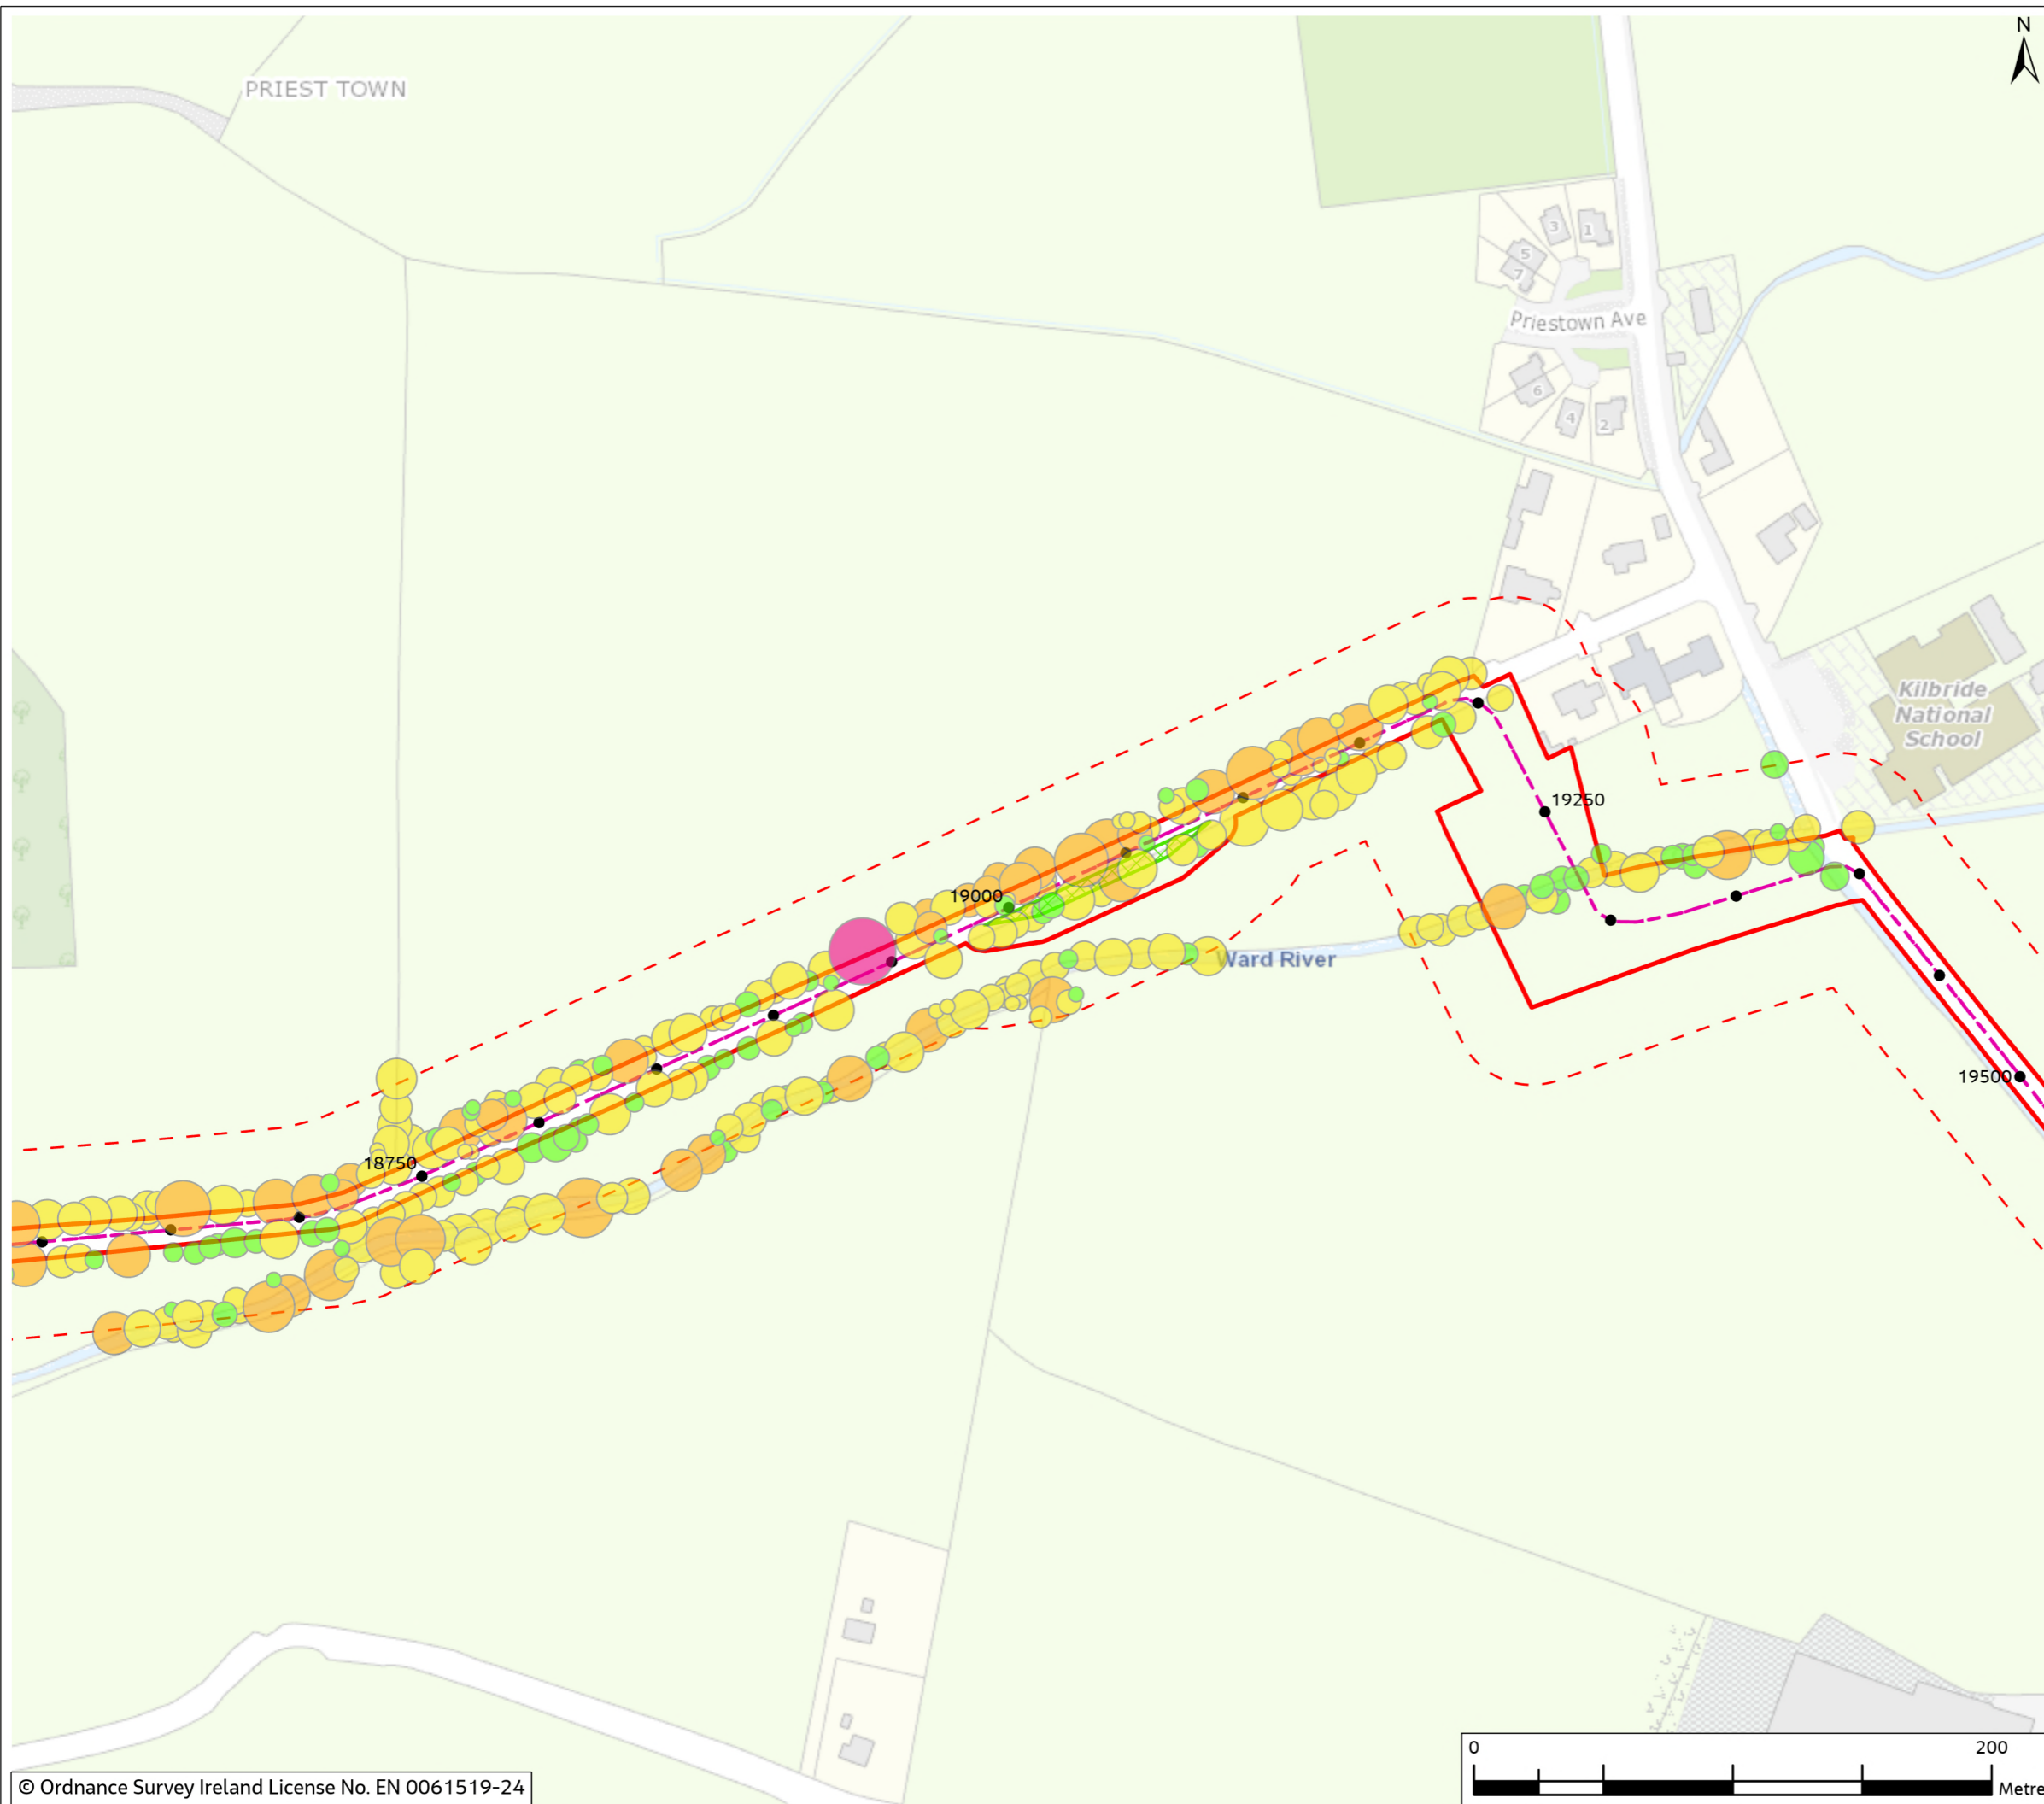 N
PRIEST TOWN
3
1
5
7
Priestown Ave
6
4
2
Kilbride
National
School
19250
19000
Ward River
19500
18750
0
200
Metre
© Ordnance Survey Ireland License No. EN 0061519-24